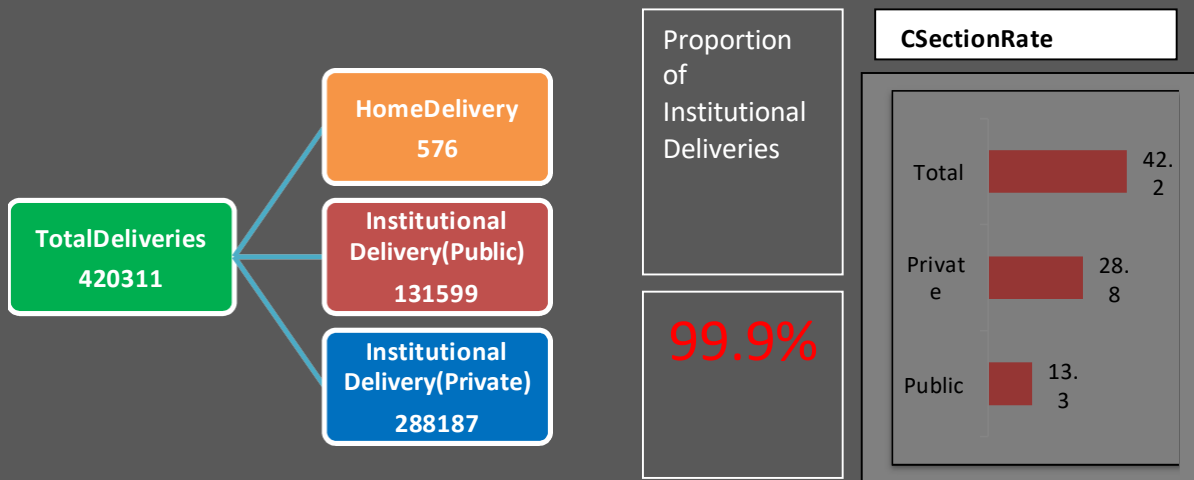 TotalDeliveries
420311
HomeDelivery
576
Institutional
Delivery(Public)
131599
Institutional
Delivery(Private)
288187
Proportion
of
Institutional
Deliveries
99.9%
CSectionRate
Total
42.
2
Privat
e
28.
8
Public
13.
3